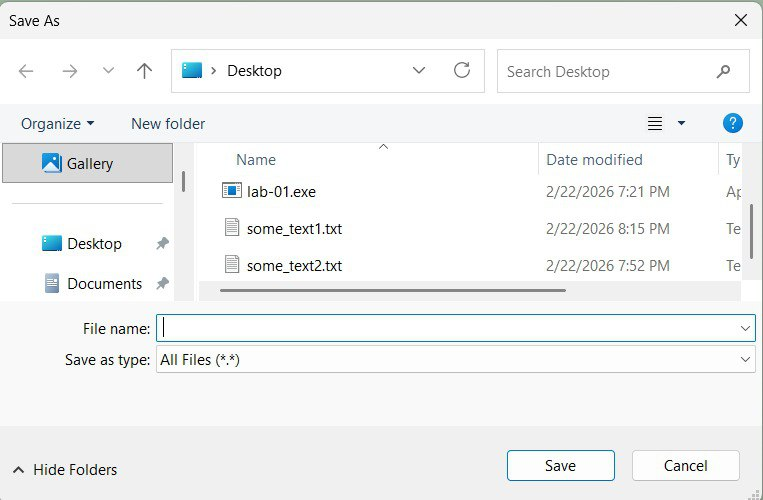 Save As
Desktop
Search Desktop
Organize New folder
Gallery
Desktop
Documents
Name Date modified Ty
lab-01.exe 2/22/2026 7:21 PM Ap
some_text1.txt 2/22/2026 8:15 PM Te
some_text2.txt 2/22/2026 7:52 PM Te
File name:
Save as type: All Files (*.*)
Hide Folders Save Cancel